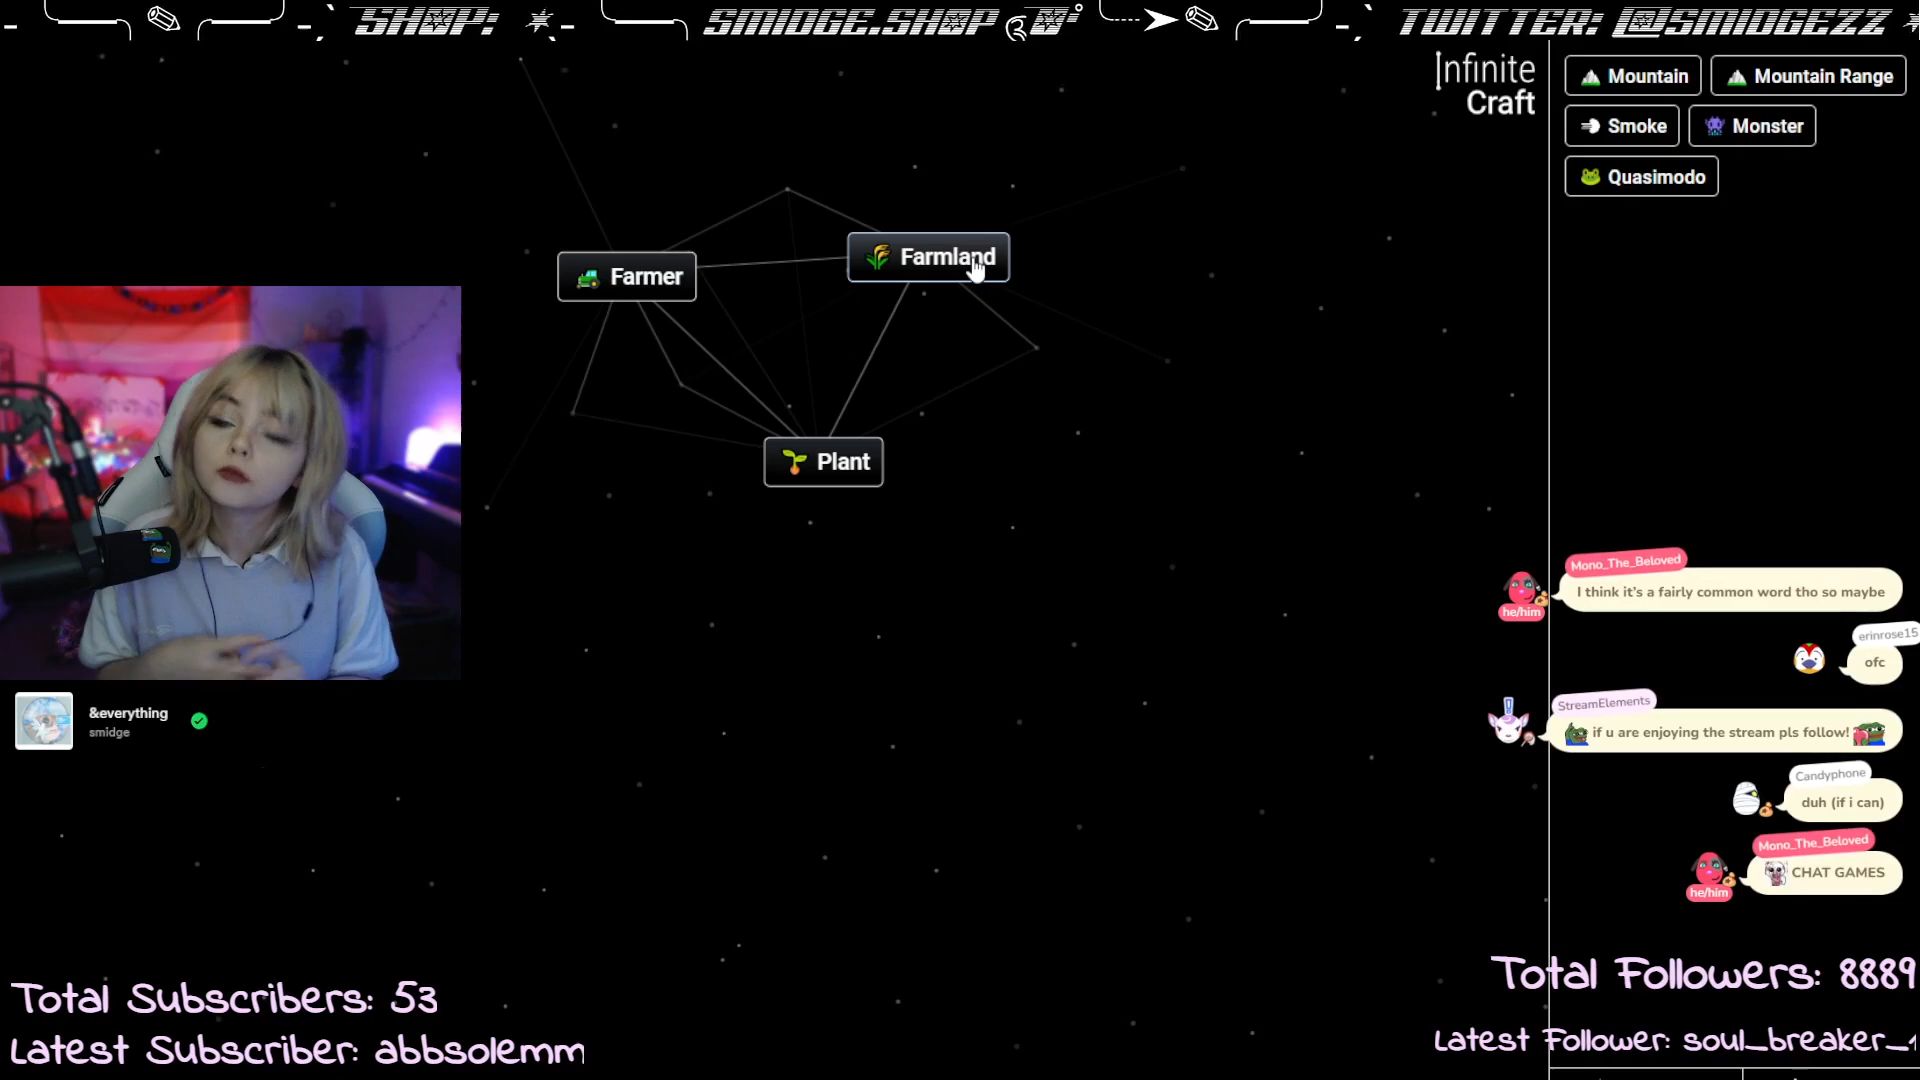 SHOP: SMIDGE.SHOP TWITTER: @SMIDGEZZ
Infinite
Craft
Mountain
Mountain Range
Smoke
Monster
Quasimodo
Farmer
Farmland
Plant
&everything
smidge
Mono_The_Beloved
I think it's a fairly common word tho so maybe
he/him
erinrose15
ofc
StreamElements
if u are enjoying the stream pls follow!
Candyphone
duh (if i can)
Mono_The_Beloved
CHAT GAMES
he/him
Total Subscribers: 53
Latest Subscriber: abbsolemm
Total Followers: 8889
Latest Follower: soul_breaker_